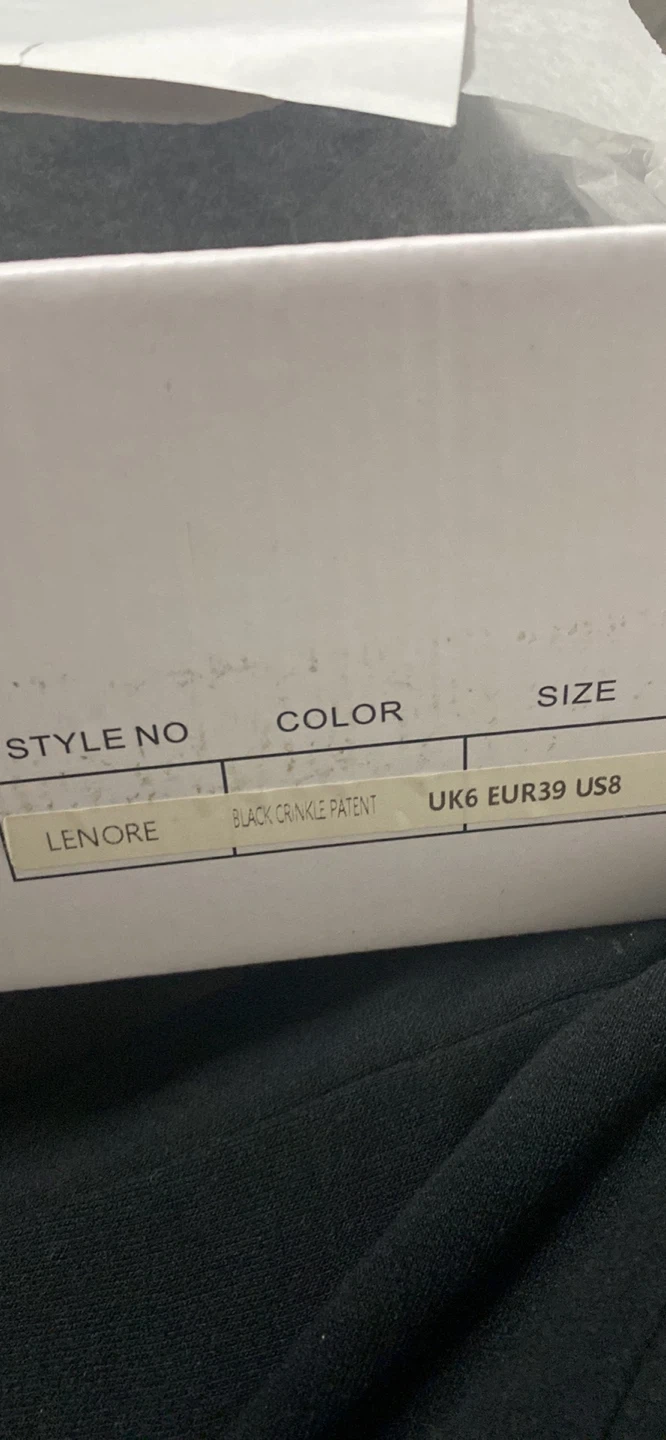 STYLE NO COLOR SIZE
LENORE BLACK CRINKLE PATENT UK6 EUR39 US8